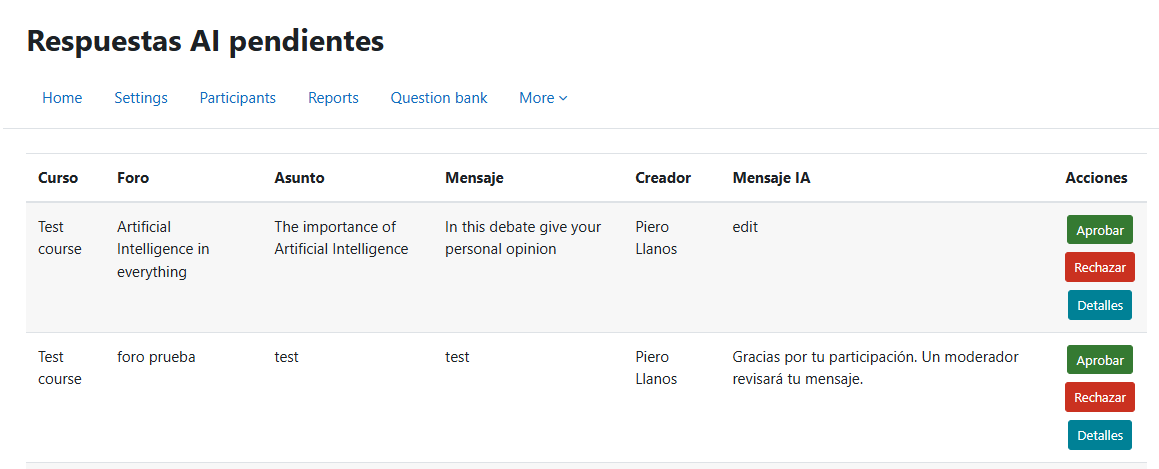 Respuestas AI pendientes
Home Settings Participants Reports Question bank More
Curso Foro Asunto Mensaje Creador Mensaje IA Acciones
Test course
Artificial Intelligence in everything
The importance of Artificial Intelligence
In this debate give your personal opinion
Piero Llanos
edit
Aprobar
Rechazar
Detalles
Test course
foro prueba
test
test
Piero Llanos
Gracias por tu participación. Un moderador revisará tu mensaje.
Aprobar
Rechazar
Detalles